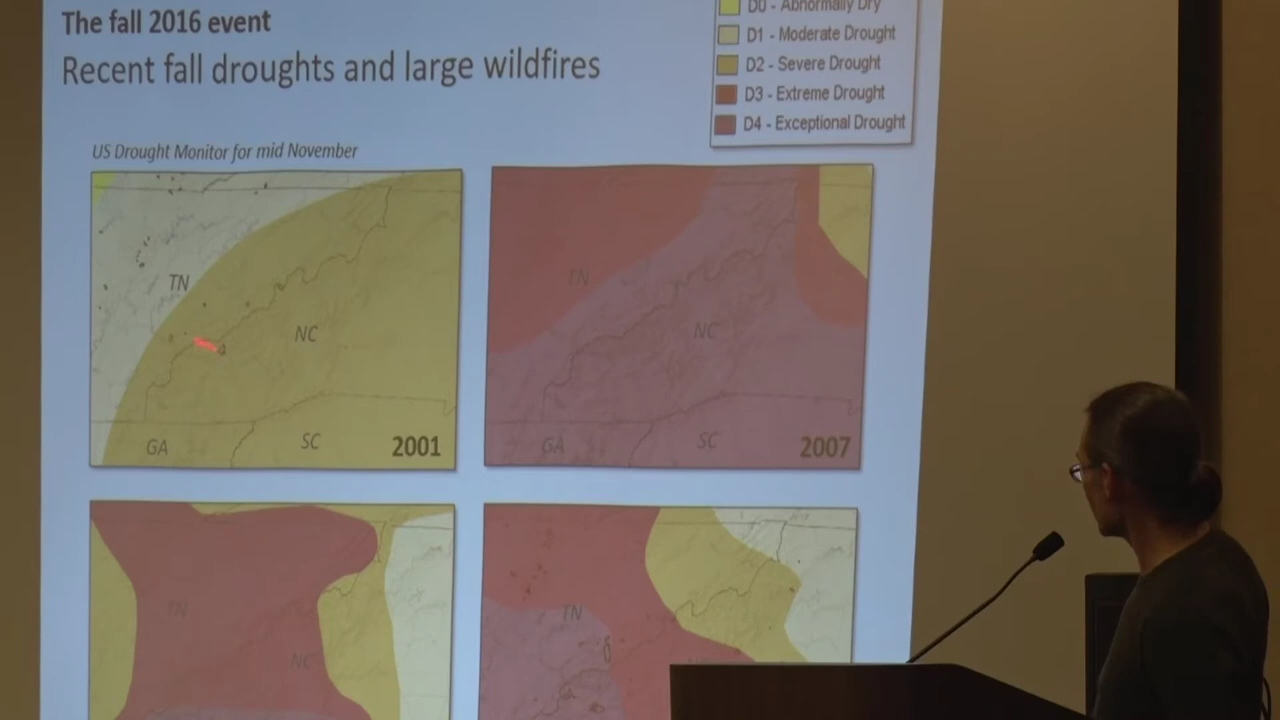 The fall 2016 event
Recent fall droughts and large wildfires
D0 - Abnormally Dry
D1 - Moderate Drought
D2 - Severe Drought
D3 - Extreme Drought
D4 - Exceptional Drought
US Drought Monitor for mid November
TN
NC
GA
SC
2001
TN
NC
GA
SC
2007
TN
NC
TN